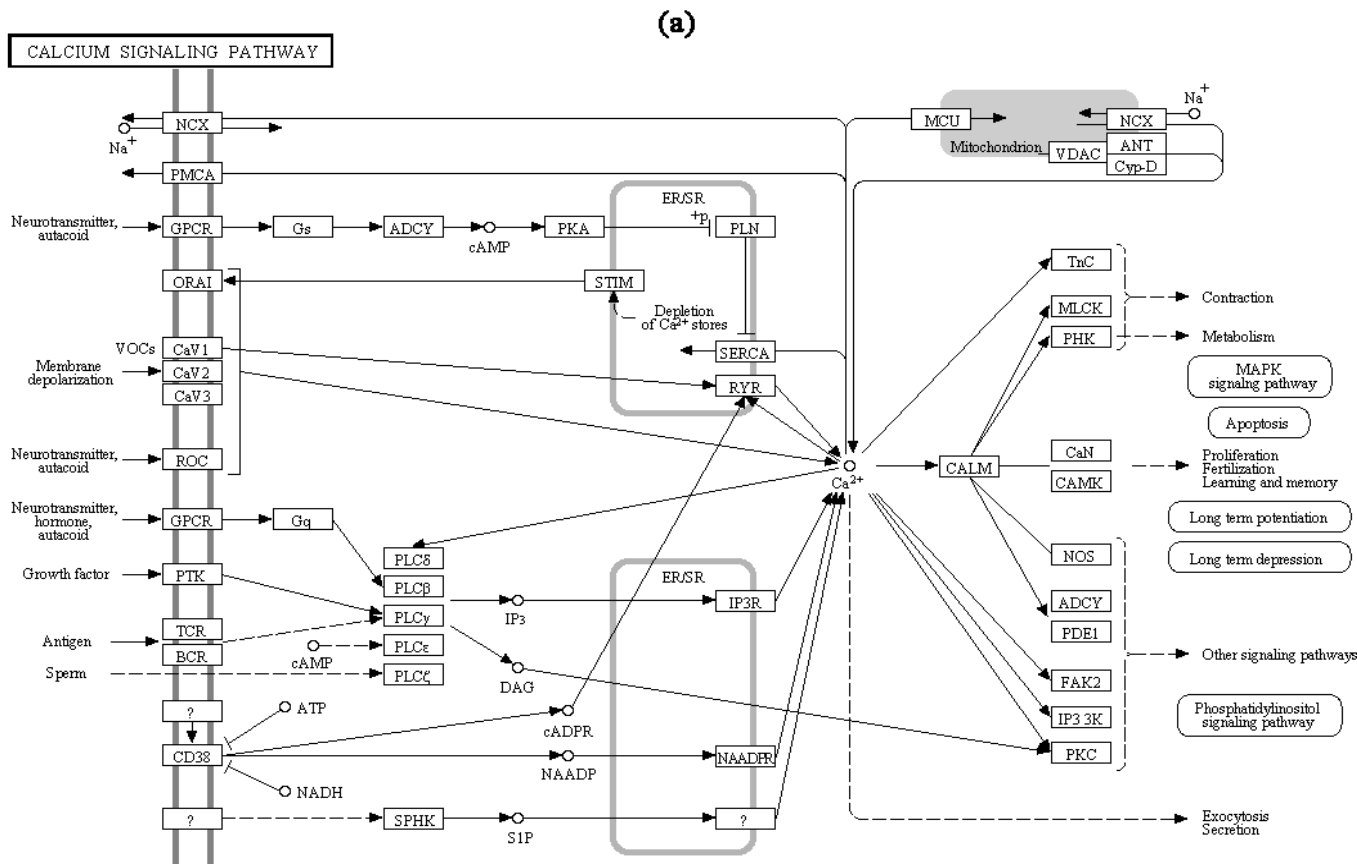 (a)
CALCIUM SIGNALING PATHWAY
Na+
NCX
MCU
NCX
Na+
Mitochondrion
VDAC
ANT
Cyp-D
PMCA
ER/SR
Neurotransmitter,
autacoid
GPCR
Gs
ADCY
cAMP
PKA
+p
PLN
ORAI
STIM
Depletion
of Ca2+ stores
TnC
MLCK
PHK
Contraction
Metabolism
VOCs
CaV1
CaV2
CaV3
Membrane
depolarization
SERCA
RYR
MAPK
signaling pathway
Apoptosis
Neurotransmitter,
autacoid
ROC
Ca2+
CALM
CaN
CAMK
Proliferation
Fertilization
Learning and memory
Neurotransmitter,
hormone,
autacoid
GPCR
Gq
Long term potentiation
Long term depression
PLCδ
PLCβ
PLCγ
PLCε
PLCζ
ER/SR
NOS
Growth factor
PTK
IP3
IP3R
ADCY
PDE1
Antigen
TCR
BCR
cAMP
Sperm
DAG
Other signaling pathways
FAK2
IP3 3K
PKC
Phosphatidylinositol
signaling pathway
?
ATP
cADPR
CD38
NAADP
NAADPR
NADH
?
SPHK
S1P
?
Exocytosis
Secretion